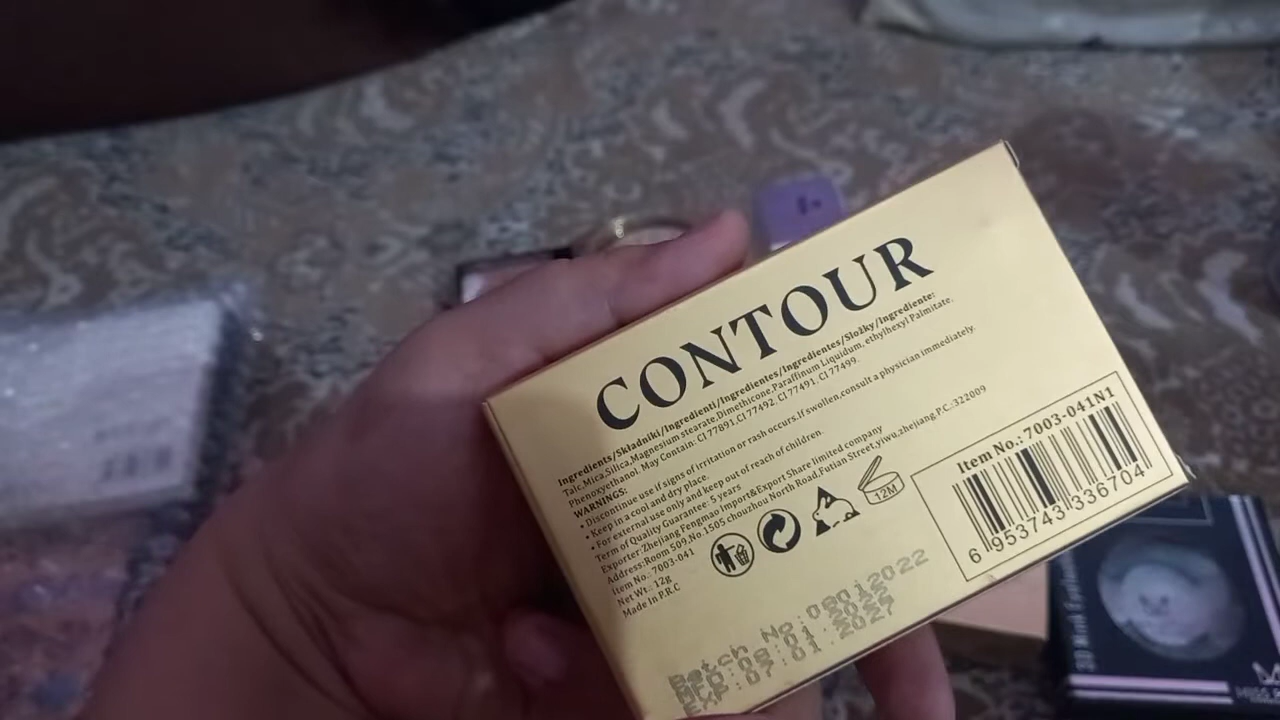 CONTOUR
Ingredients/Składniki/Ingredienti/Ingredientes/Ingredientes/Složky/Ingrediente:
Talc,Mica,Silica,Magnesium stearate,Dimethicone,Paraffinum Liquidum, ethylhexyl Palmitate,
Phenoxyethanol. May Contain: CI 77891,CI 77492, CI 77491, CI 77499.
WARNINGS:
• Discontinue use if signs of irritation or rash occurs.If swollen,consult a physician immediately.
• Keep in a cool and dry place.
• For external use only and keep out of reach of children.
Term of Quality Guarantee: 5 years
Exporter:Zhejiang Fengmao Import&Export Share limited company
Address:Room 509,No.1505 chouzhou North Road,Futian Street,yiwu,zhejiang P.C.:322009
Item No.: 7003-041
Net Wt.: 12g
Made in P.R.C
12M
Item No.: 7003-041N1
6 953743 336704
Batch No:08012022
MFD:08.01.2022
EXP:07.01.2027
MISS